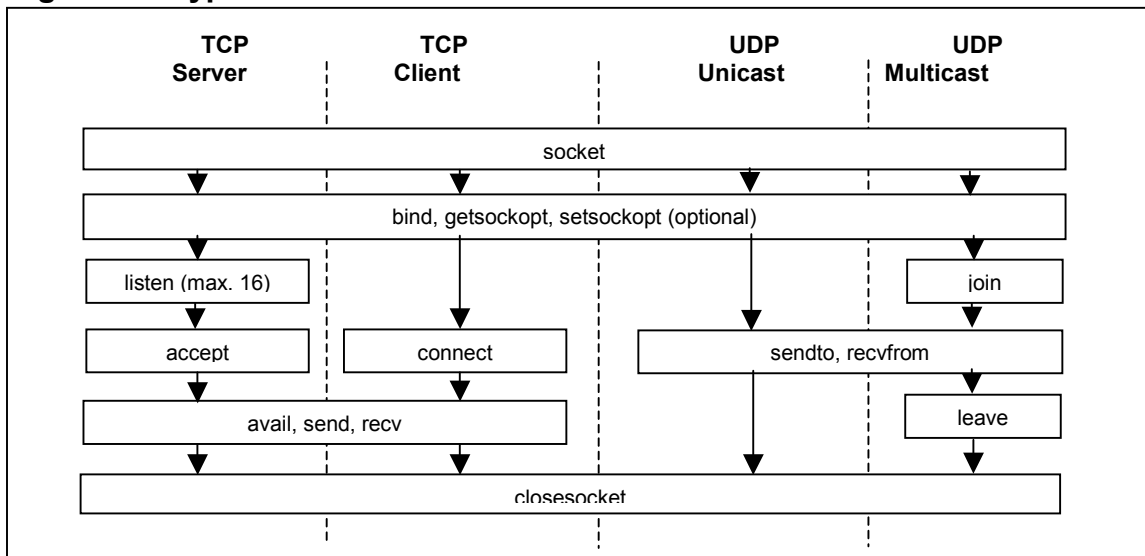 TCP Server
TCP Client
UDP Unicast
UDP Multicast
socket
bind, getsockopt, setsockopt (optional)
listen (max. 16)
join
accept
connect
sendto, recvfrom
avail, send, recv
leave
closesocket